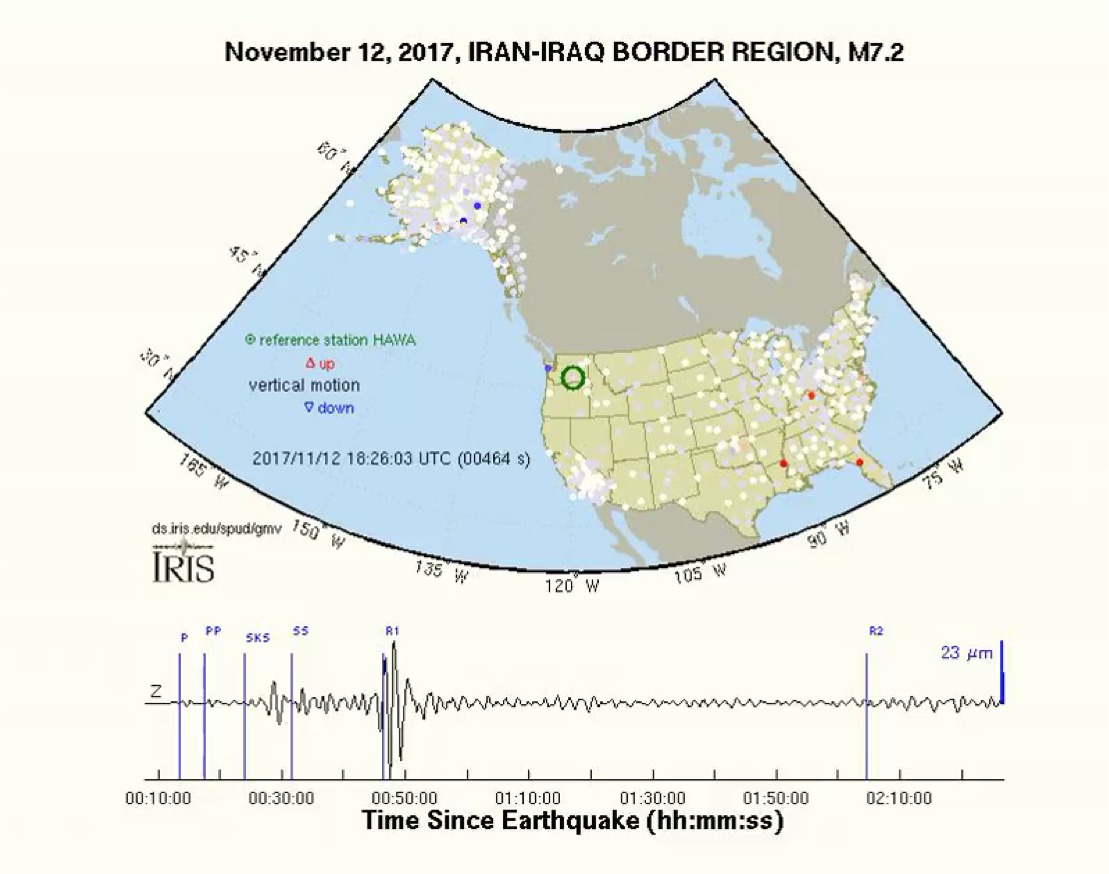 November 12, 2017, IRAN-IRAQ BORDER REGION, M7.2
60° N
45° N
30° N
⊙ reference station HAWA
△ up
vertical motion
▽ down
2017/11/12 18:26:03 UTC (00464 s)
165° W
150° W
135° W
120° W
105° W
90° W
75° W
ds.iris.edu/spud/gmv
IRIS
P PP SKS SS R1 R2
23 μm
Z
00:10:00 00:30:00 00:50:00 01:10:00 01:30:00 01:50:00 02:10:00
Time Since Earthquake (hh:mm:ss)